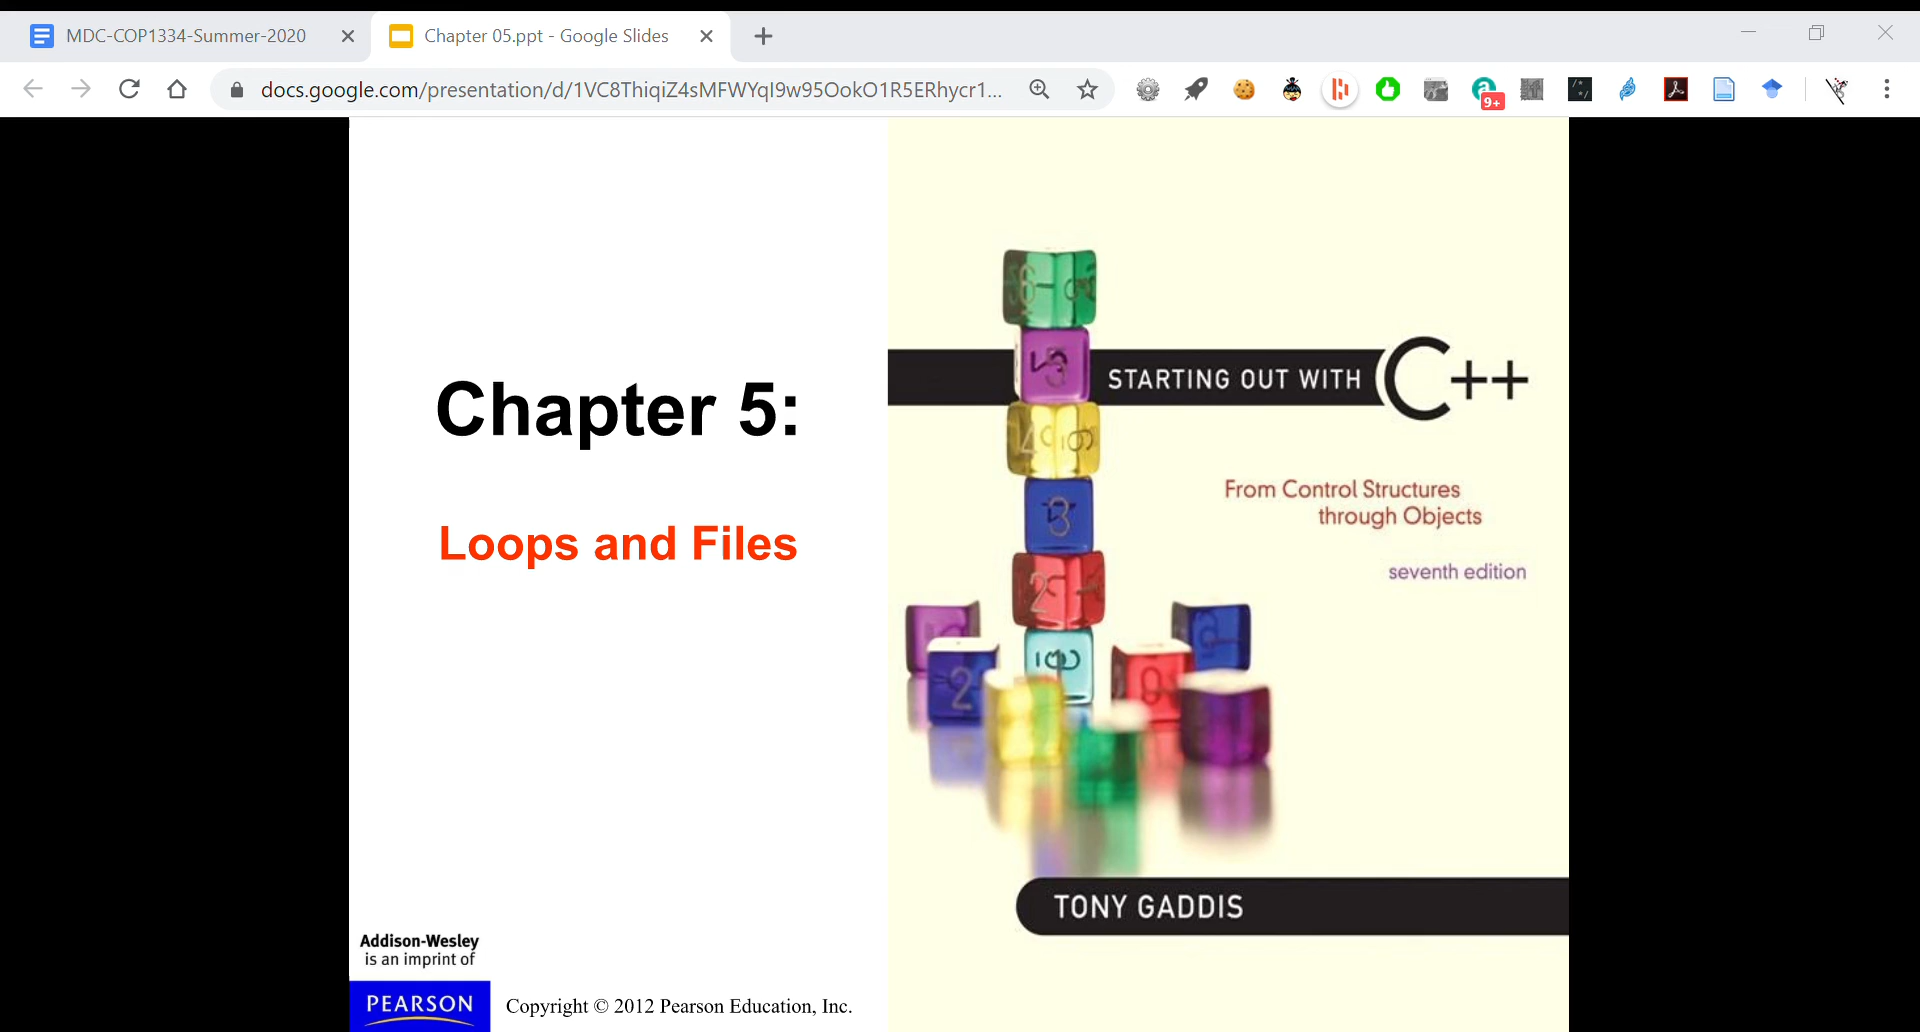 MDC-COP1334-Summer-2020
Chapter 05.ppt - Google Slides
docs.google.com/presentation/d/1VC8ThiqiZ4sMFWYqI9w95OokO1R5ERhycr1...
9+
Chapter 5:
Loops and Files
STARTING OUT WITH C++
From Control Structures
through Objects
seventh edition
TONY GADDIS
Addison-Wesley
is an imprint of
PEARSON
Copyright © 2012 Pearson Education, Inc.